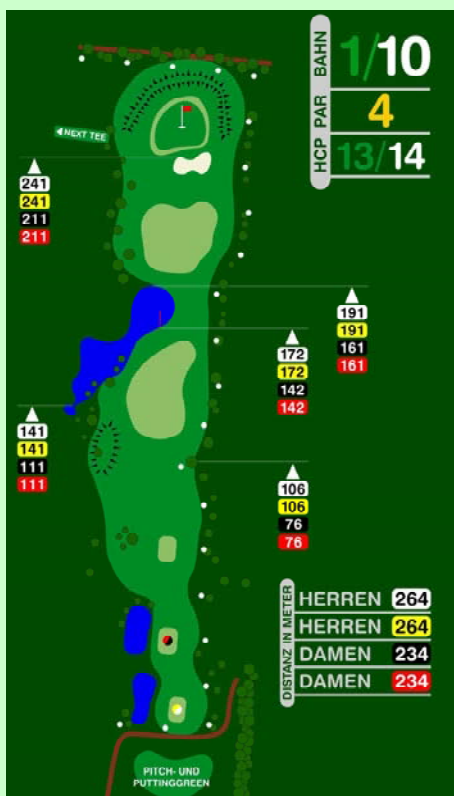 BAHN 1/10
PAR 4
HCP 13/14
NEXT TEE
241
241
211
211
191
191
161
161
172
172
142
142
141
141
111
111
106
106
76
76
DISTANZ IN METER
HERREN 264
HERREN 264
DAMEN 234
DAMEN 234
PITCH- UND
PUTTINGGREEN